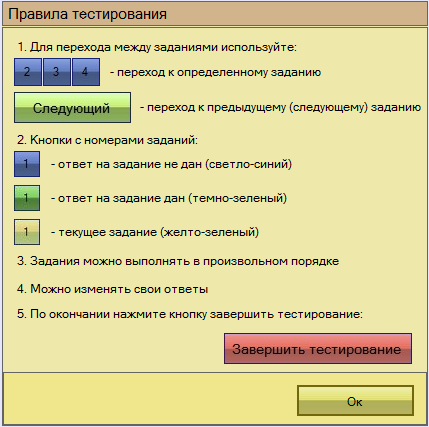 Правила тестирования
1. Для перехода между заданиями используйте:
2 3 4 - переход к определенному заданию
Следующий - переход к предыдущему (следующему) заданию
2. Кнопки с номерами заданий:
1 - ответ на задание не дан (светло-синий)
1 - ответ на задание дан (темно-зеленый)
1 - текущее задание (желто-зеленый)
3. Задания можно выполнять в произвольном порядке
4. Можно изменять свои ответы
5. По окончании нажмите кнопку завершить тестирование:
Завершить тестирование
Ок